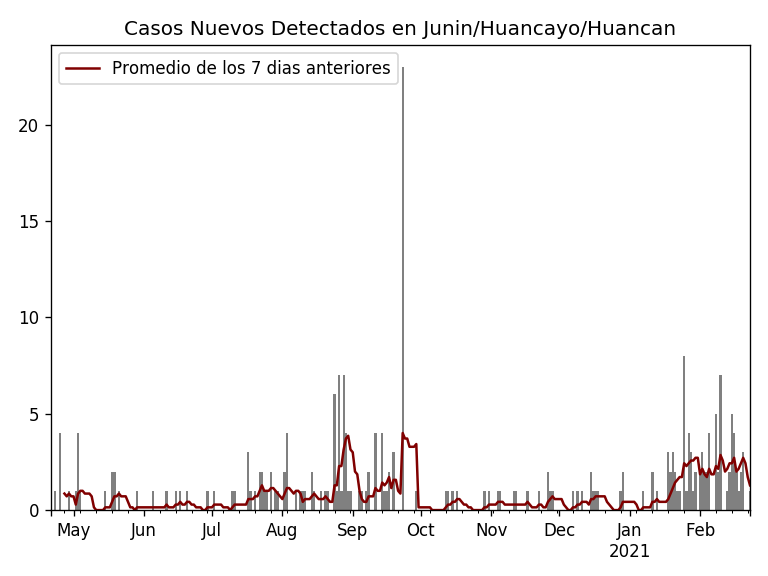 Casos Nuevos Detectados en Junin/Huancayo/Huancan
Promedio de los 7 dias anteriores
20
15
10
5
0
May Jun Jul Aug Sep Oct Nov Dec Jan Feb
2021